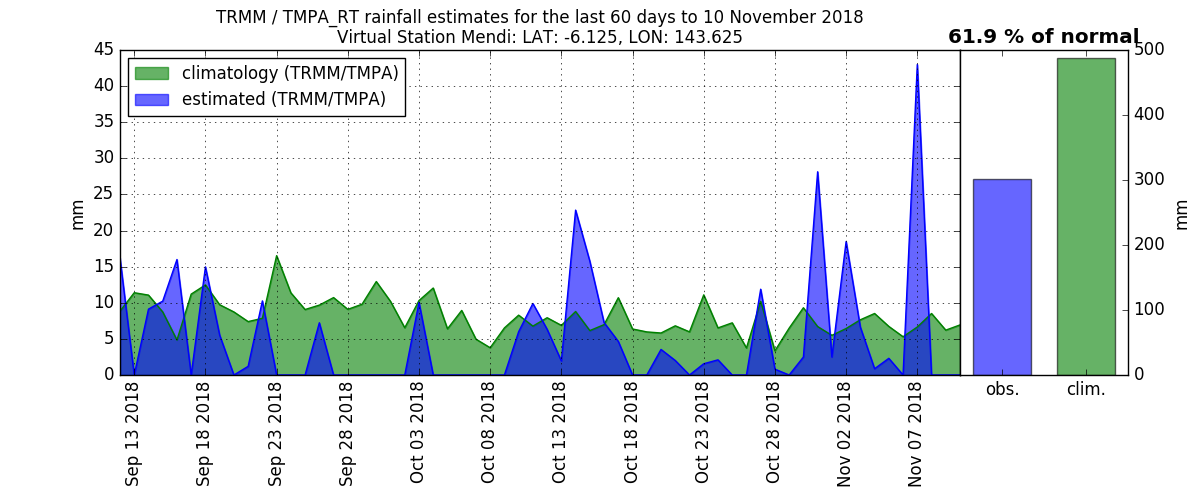 TRMM / TMPA_RT rainfall estimates for the last 60 days to 10 November 2018
Virtual Station Mendi: LAT: -6.125, LON: 143.625
61.9 % of normal
climatology (TRMM/TMPA)
estimated (TRMM/TMPA)
mm
45
40
35
30
25
20
15
10
5
0
Sep 13 2018
Sep 18 2018
Sep 23 2018
Sep 28 2018
Oct 03 2018
Oct 08 2018
Oct 13 2018
Oct 18 2018
Oct 23 2018
Oct 28 2018
Nov 02 2018
Nov 07 2018
500
400
300
200
100
0
mm
obs.
clim.